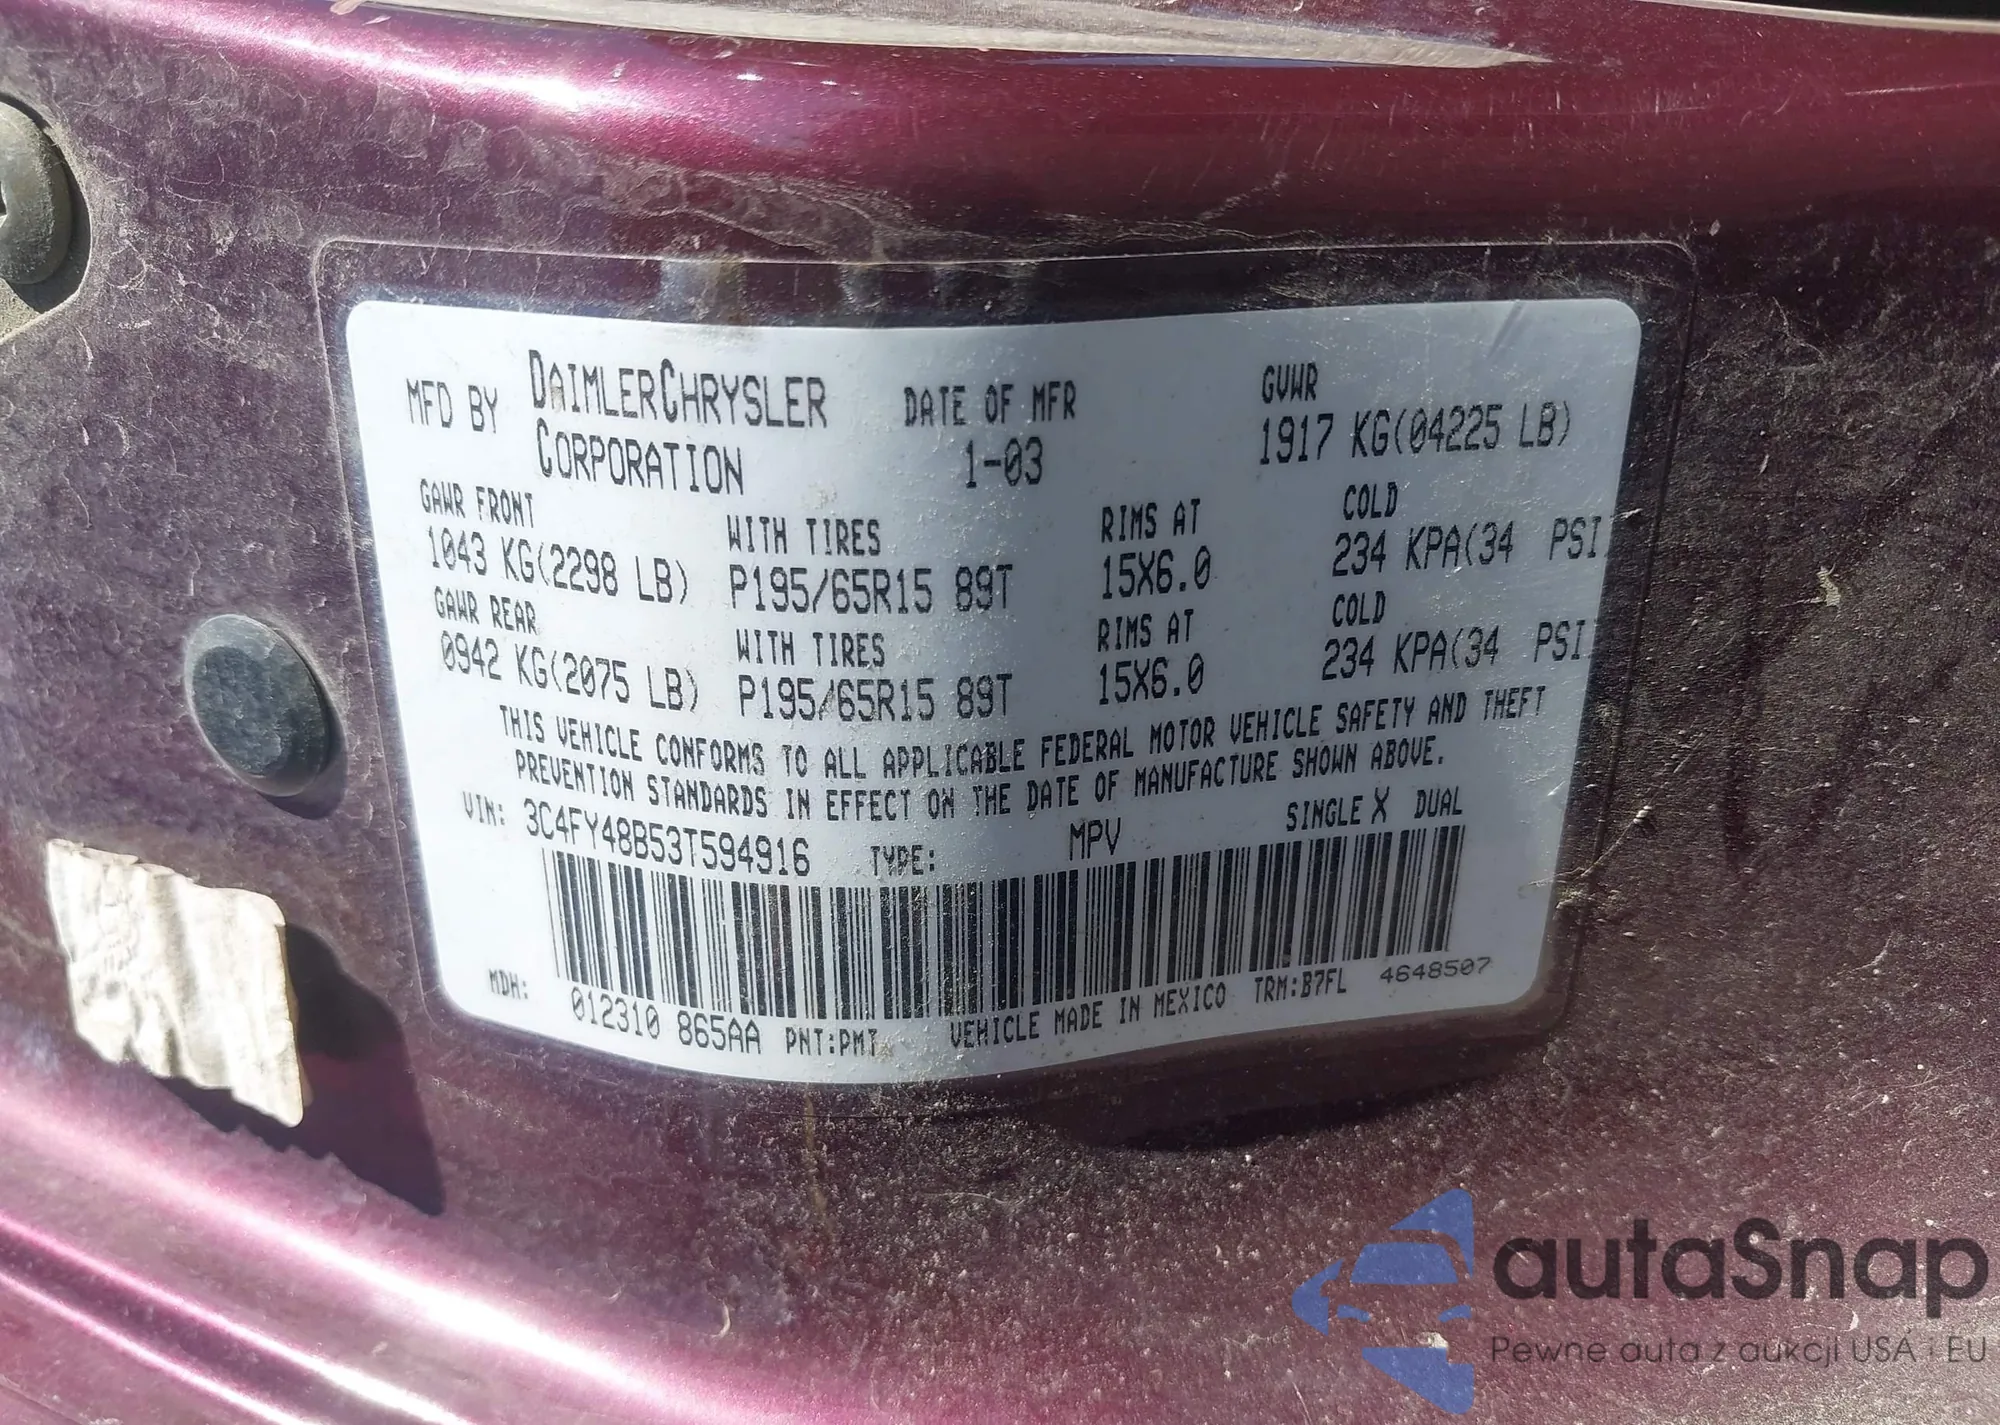 MFD BY DAIMLERCHRYSLER CORPORATION
DATE OF MFR
1-03
GVWR
1917 KG(04225 LB)
GAWR FRONT WITH TIRES RIMS AT COLD
1043 KG(2298 LB) P195/65R15 89T 15X6.0 234 KPA(34 PSI)
GAWR REAR WITH TIRES RIMS AT COLD
0942 KG(2075 LB) P195/65R15 89T 15X6.0 234 KPA(34 PSI)
THIS VEHICLE CONFORMS TO ALL APPLICABLE FEDERAL MOTOR VEHICLE SAFETY AND THEFT
PREVENTION STANDARDS IN EFFECT ON THE DATE OF MANUFACTURE SHOWN ABOVE.
VIN: 3C4FY48B53T594916 TYPE: MPV SINGLE X DUAL
MDH: 012310 865AA PNT:PMT VEHICLE MADE IN MEXICO TRM:B7FL 4648507
autaSnap
Pewne auta z aukcji USA i EU